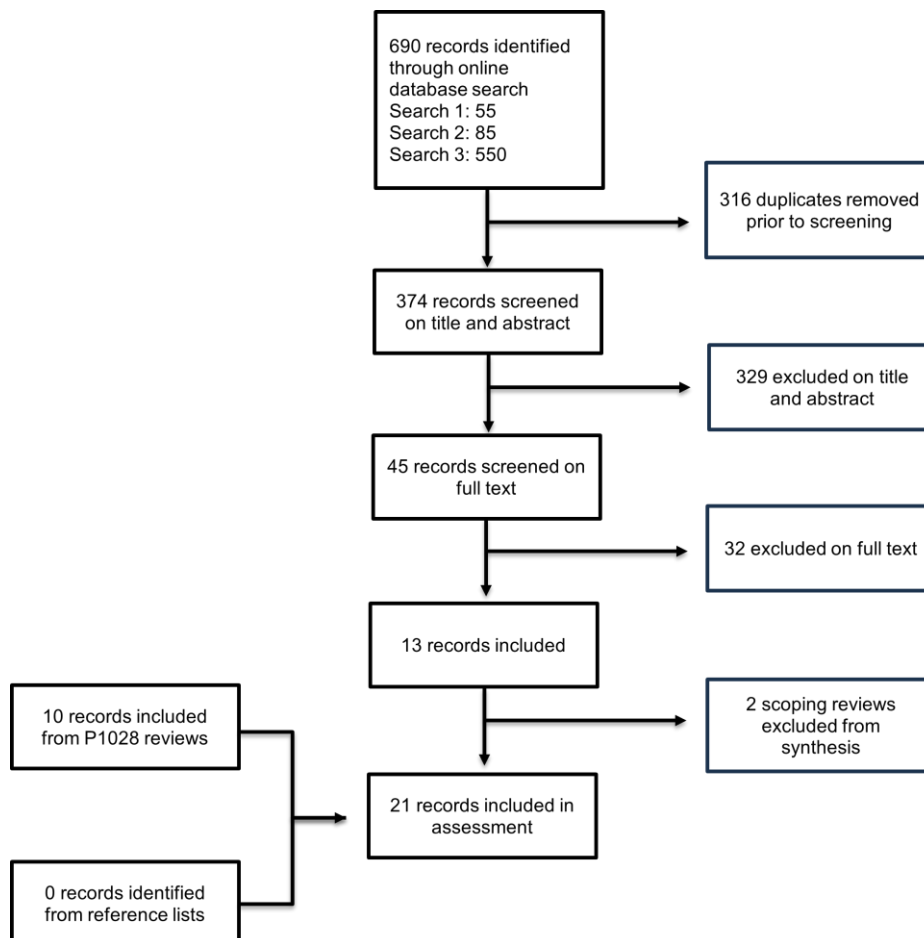 690 records identified
through online
database search
Search 1: 55
Search 2: 85
Search 3: 550
316 duplicates removed
prior to screening
374 records screened
on title and abstract
329 excluded on title
and abstract
45 records screened on
full text
32 excluded on full text
13 records included
2 scoping reviews
excluded from
synthesis
10 records included
from P1028 reviews
21 records included in
assessment
0 records identified
from reference lists